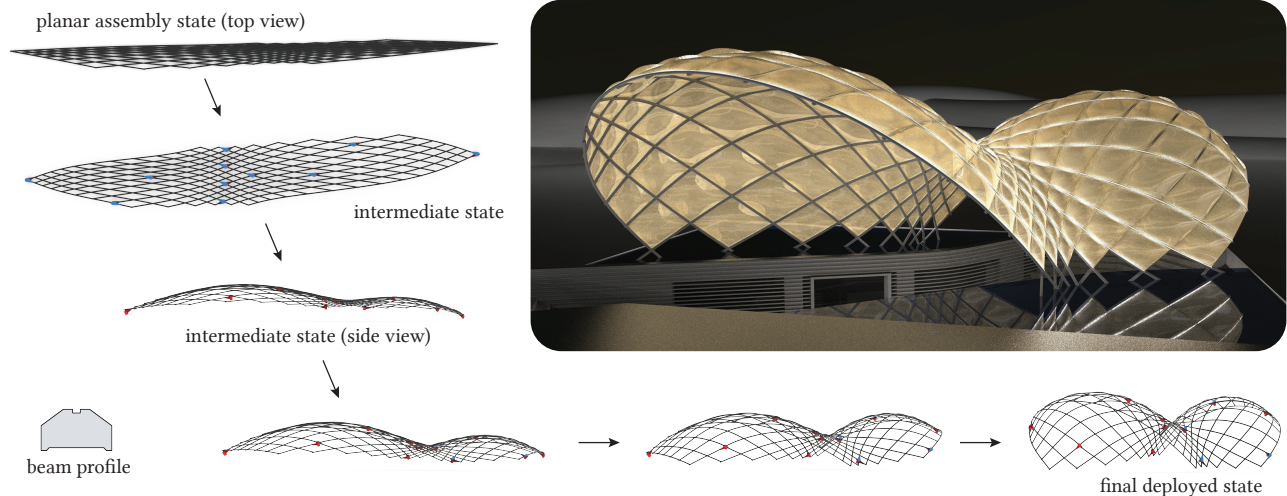 planar assembly state (top view)
intermediate state
intermediate state (side view)
beam profile
final deployed state